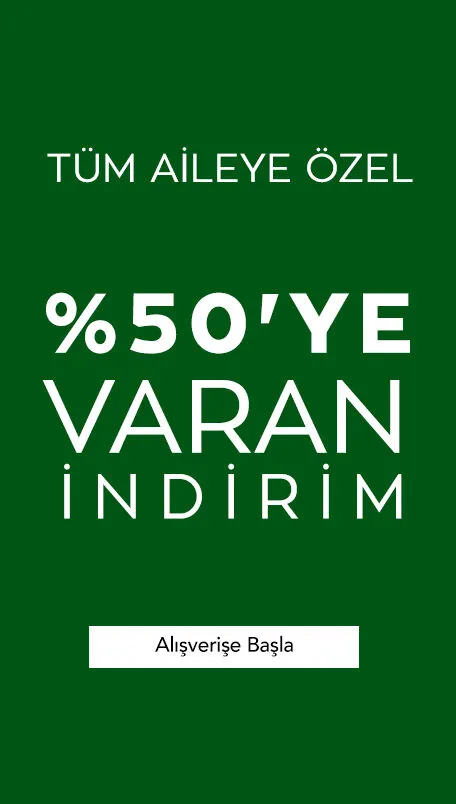 TÜM AİLEYE ÖZEL
%50'YE
VARAN
İNDİRİM
Alışverişe Başla